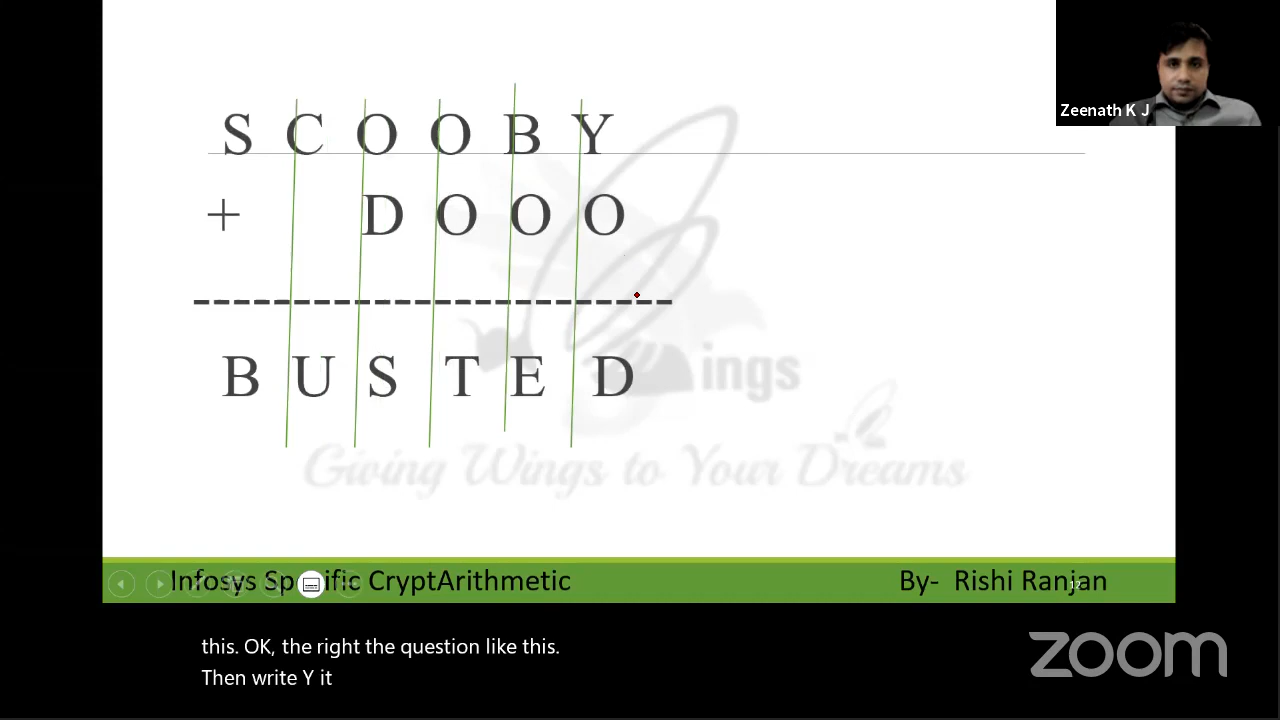 Zeenath K J
S C O O B Y
+ D O O O
B U S T E D
ings
Giving Wings to Your Dreams
Infosys Sp ific CryptArithmetic
By- Rishi Ranjan
12
this. OK, the right the question like this.
Then write Y it
zoom